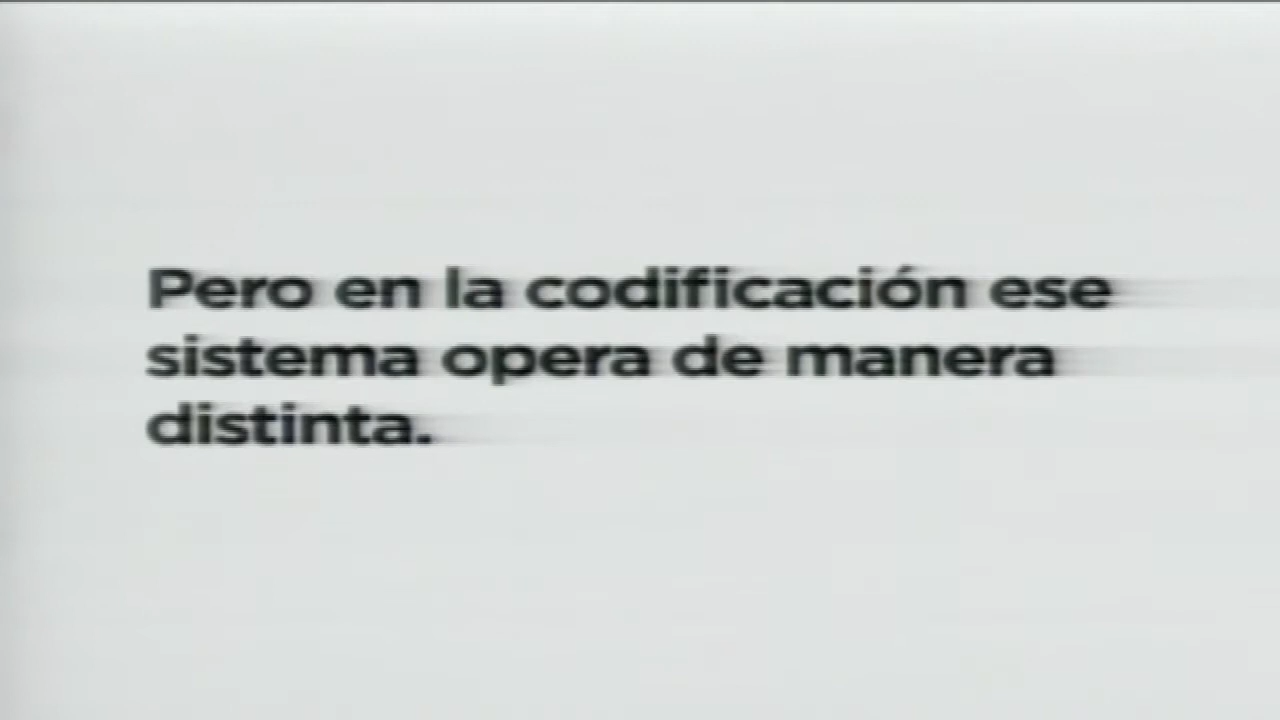 Pero en la codificación ese
sistema opera de manera
distinta.